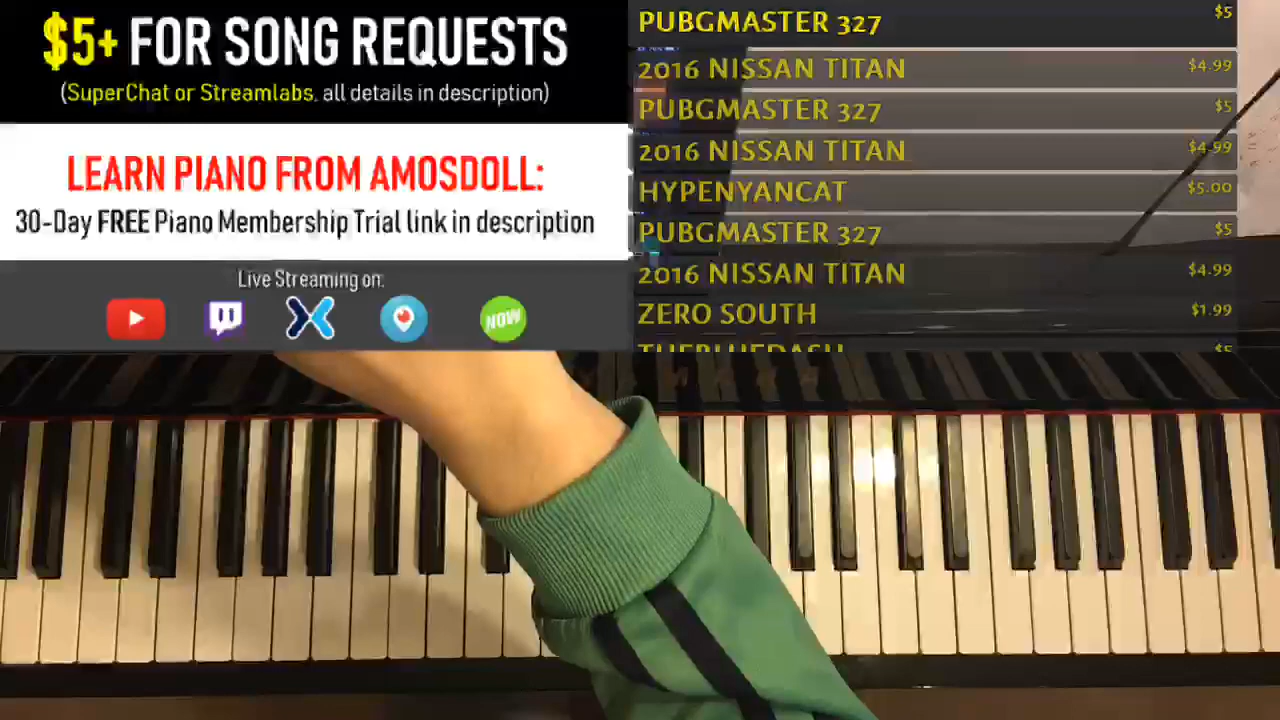 $5+ FOR SONG REQUESTS
(SuperChat or Streamlabs, all details in description)
LEARN PIANO FROM AMOSDOLL:
30-Day FREE Piano Membership Trial link in description
Live Streaming on:
NOW
PUBGMASTER 327 $5
2016 NISSAN TITAN $4.99
PUBGMASTER 327 $5
2016 NISSAN TITAN $4.99
HYPENYANCAT $5.00
PUBGMASTER 327 $5
2016 NISSAN TITAN $4.99
ZERO SOUTH $1.99
THEBLUEDASH $5